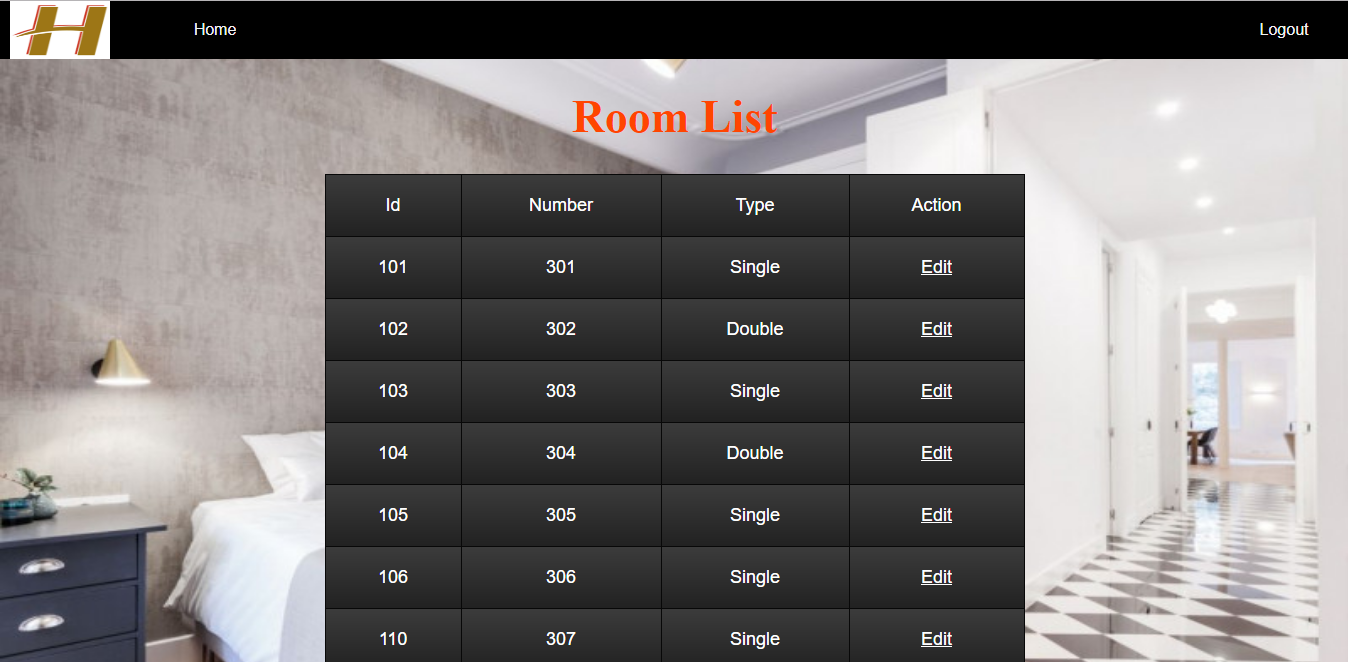 H Home Logout
Room List
Id Number Type Action
101 301 Single Edit
102 302 Double Edit
103 303 Single Edit
104 304 Double Edit
105 305 Single Edit
106 306 Single Edit
110 307 Single Edit